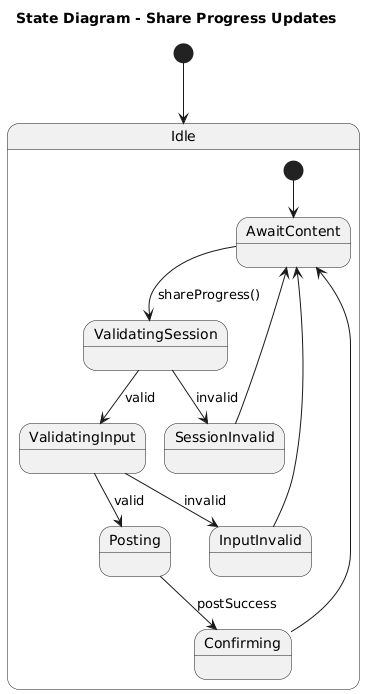 State Diagram - Share Progress Updates
Idle
AwaitContent
shareProgress()
ValidatingSession
valid
invalid
ValidatingInput
SessionInvalid
valid
invalid
Posting
InputInvalid
postSuccess
Confirming